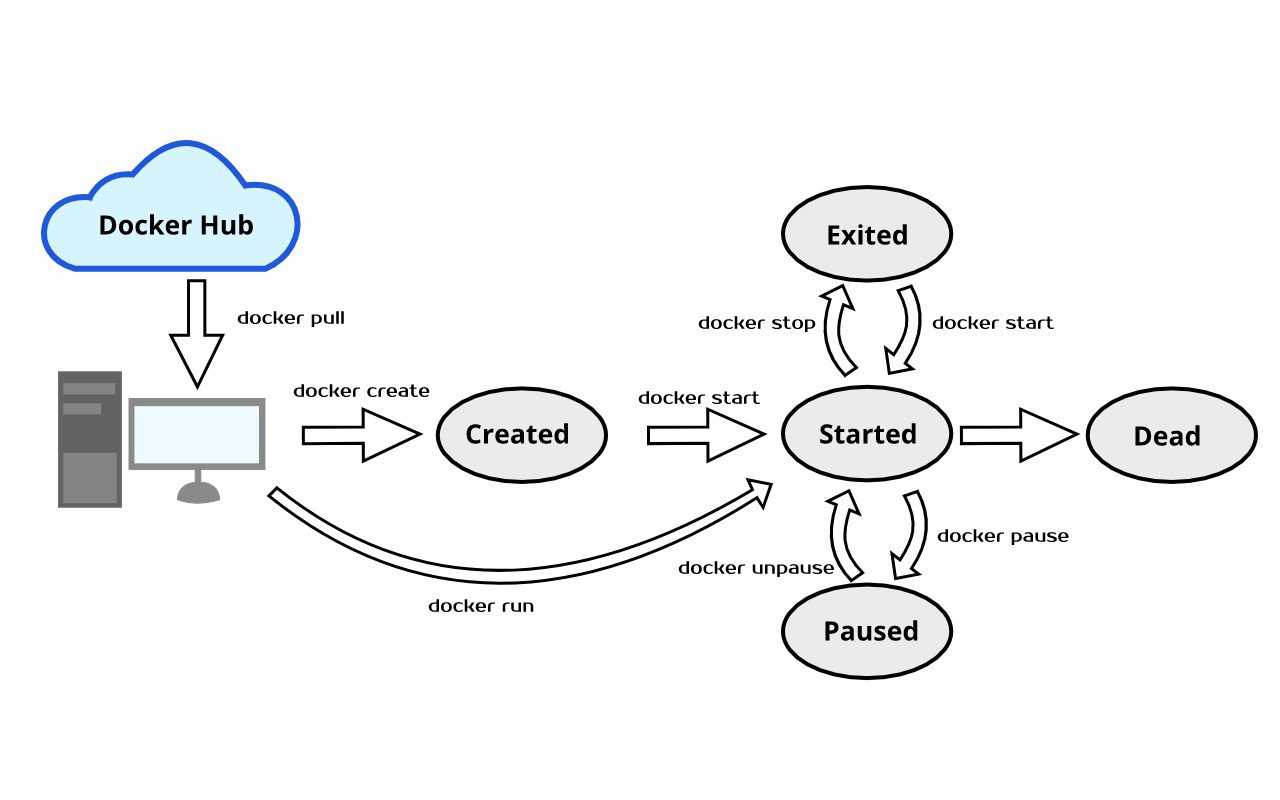 Docker Hub
docker pull
docker create
Created
docker start
Exited
docker stop
docker start
Started
Dead
docker run
docker unpause
docker pause
Paused